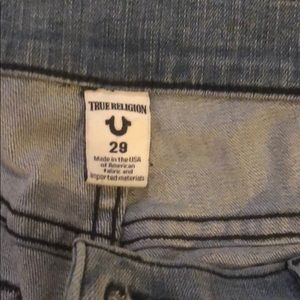 TRUE RELIGION
29
Made in the USA
of American
fabric and
imported materials